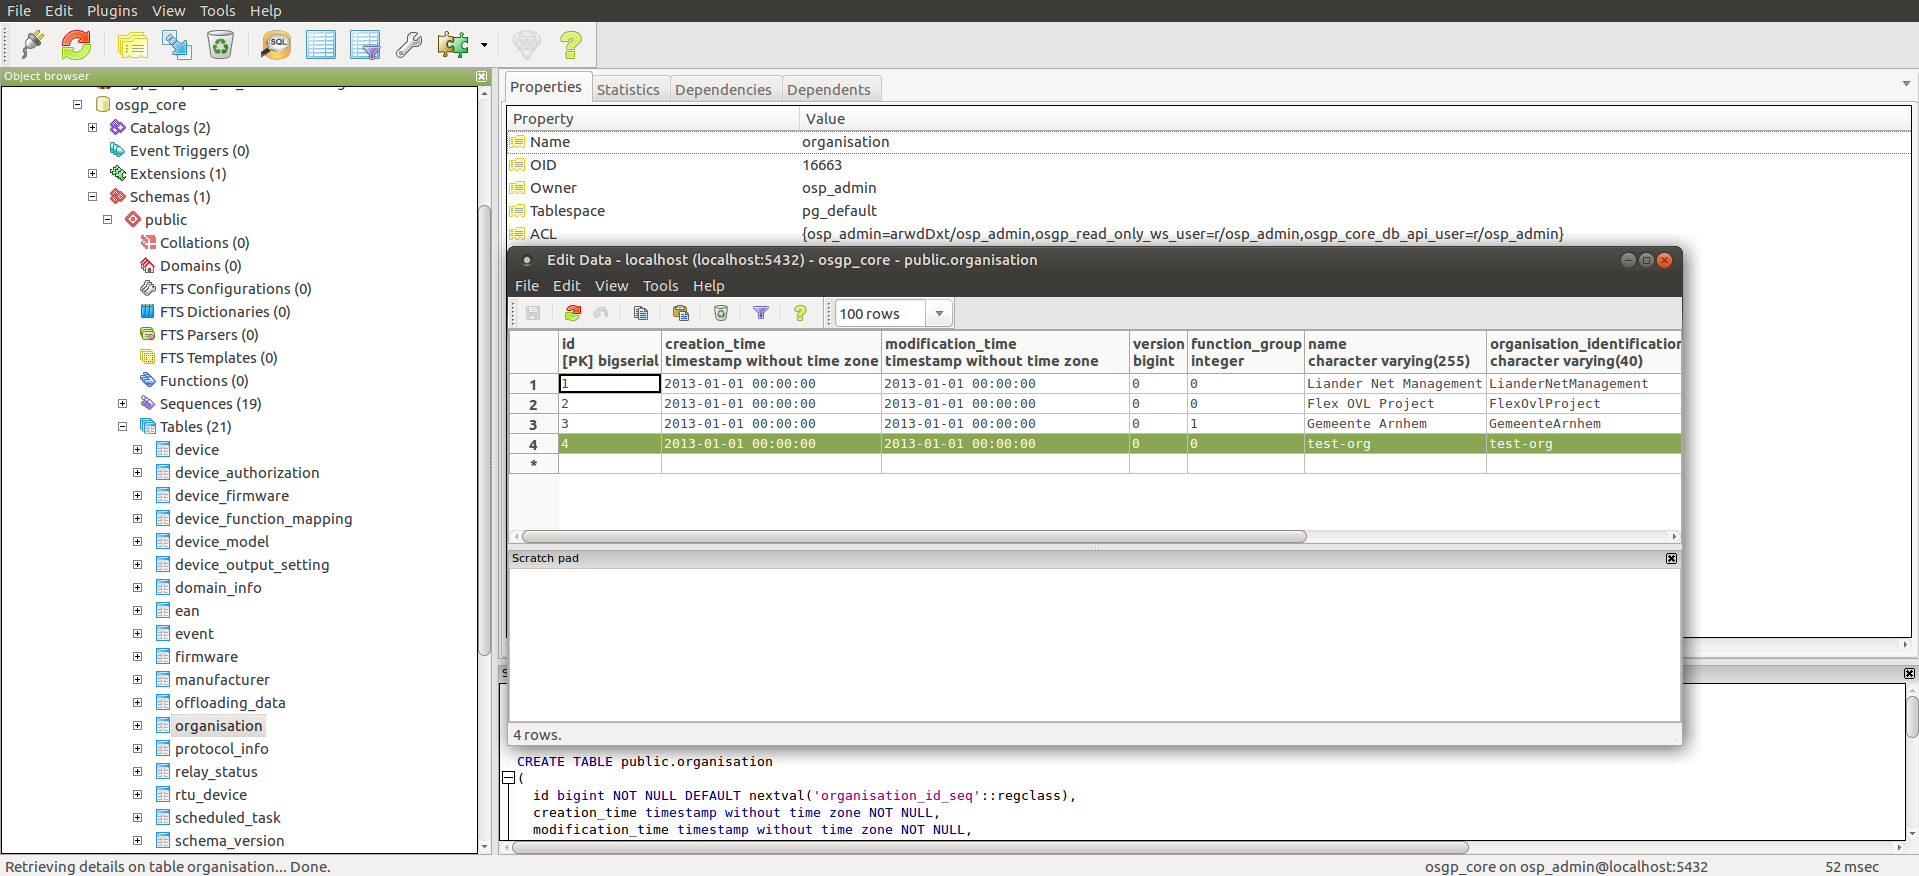 File Edit Plugins View Tools Help
SQL
Object browser
osgp_core
Catalogs (2)
Event Triggers (0)
Extensions (1)
Schemas (1)
public
Collations (0)
Domains (0)
FTS Configurations (0)
FTS Dictionaries (0)
FTS Parsers (0)
FTS Templates (0)
Functions (0)
Sequences (19)
Tables (21)
device
device_authorization
device_firmware
device_function_mapping
device_model
device_output_setting
domain_info
ean
event
firmware
manufacturer
offloading_data
organisation
protocol_info
relay_status
rtu_device
scheduled_task
schema_version
Properties Statistics Dependencies Dependents
Property Value
Name organisation
OID 16663
Owner osp_admin
Tablespace pg_default
ACL {osp_admin=arwdDxt/osp_admin,osgp_read_only_ws_user=r/osp_admin,osgp_core_db_api_user=r/osp_admin}
Edit Data - localhost (localhost:5432) - osgp_core - public.organisation
File Edit View Tools Help
100 rows
id creation_time modification_time version function_group name organisation_identification
[PK] bigserial timestamp without time zone timestamp without time zone bigint integer character varying(255) character varying(40)
1 1 2013-01-01 00:00:00 2013-01-01 00:00:00 0 0 Liander Net Management LianderNetManagement
2 2 2013-01-01 00:00:00 2013-01-01 00:00:00 0 0 Flex OVL Project FlexOvlProject
3 3 2013-01-01 00:00:00 2013-01-01 00:00:00 0 1 Gemeente Arnhem GemeenteArnhem
4 4 2013-01-01 00:00:00 2013-01-01 00:00:00 0 0 test-org test-org
*
Scratch pad
4 rows.
CREATE TABLE public.organisation
(
id bigint NOT NULL DEFAULT nextval('organisation_id_seq'::regclass),
creation_time timestamp without time zone NOT NULL,
modification_time timestamp without time zone NOT NULL,
Retrieving details on table organisation... Done. osgp_core on osp_admin@localhost:5432 52 msec